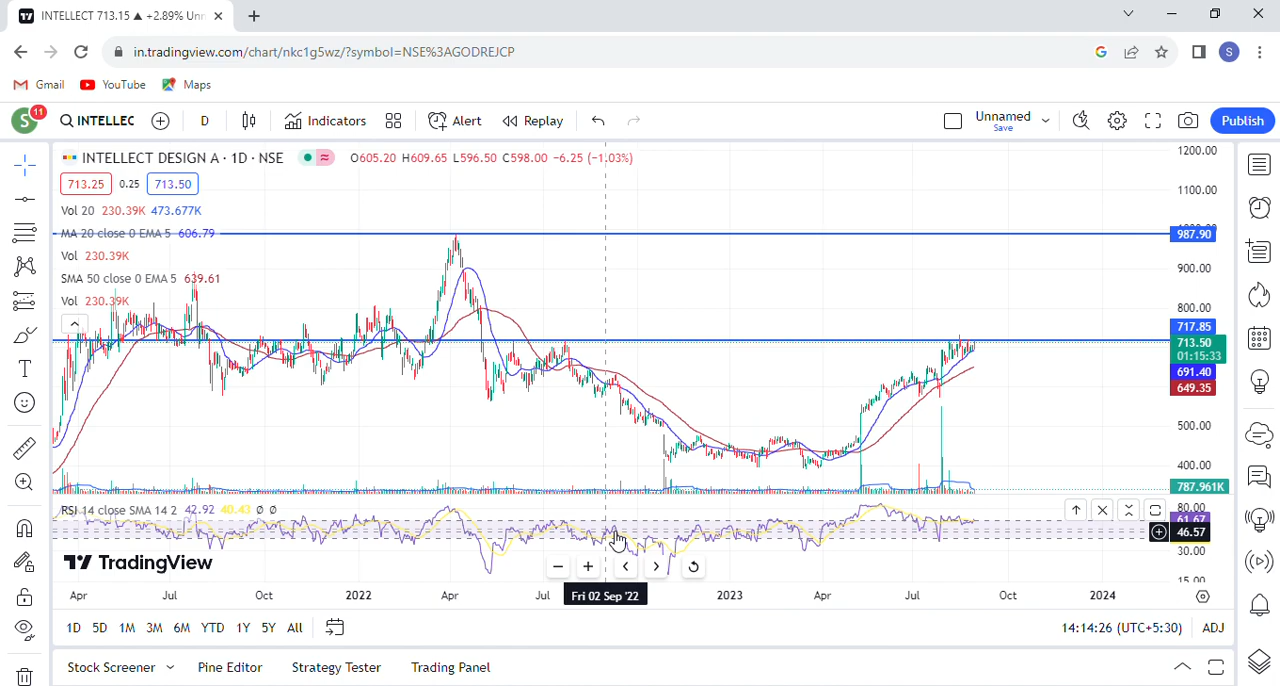 INTELLECT 713.15 ▲ +2.89% Unn
in.tradingview.com/chart/nkc1g5wz/?symbol=NSE%3AGODREJCP
S
Gmail YouTube Maps
S 11 INTELLEC D Indicators Alert Replay Unnamed Save Publish
INTELLECT DESIGN A · 1D · NSE O605.20 H609.65 L596.50 C598.00 -6.25 (-1.03%)
713.25 0.25 713.50
Vol 20 230.39K 473.677K
MA 20 close 0 EMA 5 606.79
Vol 230.39K
SMA 50 close 0 EMA 5 639.61
Vol 230.39K
1200.00
1100.00
987.90
900.00
800.00
717.85
713.50
01:15:33
691.40
649.35
500.00
400.00
787.961K
RSI 14 close SMA 14 2 42.92 40.43 Ø Ø
80.00
61.67
46.57
30.00
15.00
TradingView
Apr Jul Oct 2022 Apr Jul Fri 02 Sep '22 2023 Apr Jul Oct 2024
1D 5D 1M 3M 6M YTD 1Y 5Y All 14:14:26 (UTC+5:30) ADJ
Stock Screener Pine Editor Strategy Tester Trading Panel